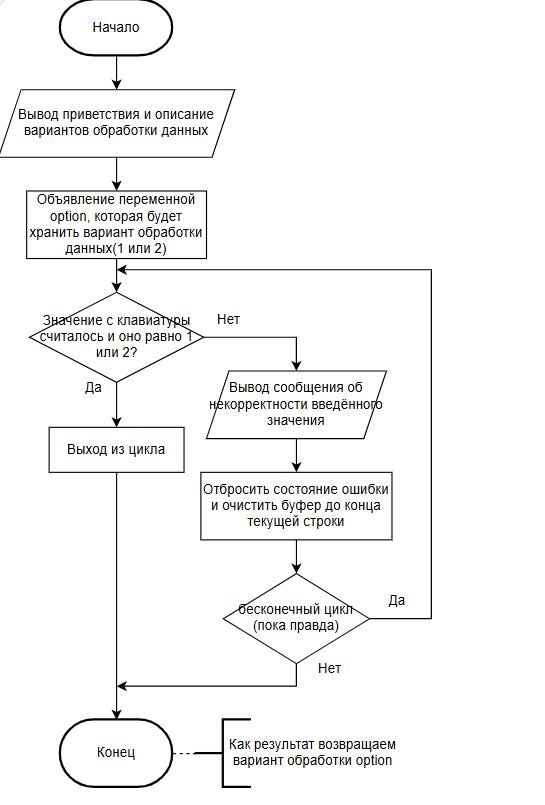 Начало
Вывод приветствия и описание
вариантов обработки данных
Объявление переменной
option, которая будет
хранить вариант обработки
данных(1 или 2)
Значение с клавиатуры
считалось и оно равно 1
или 2?
Нет
Да
Вывод сообщения об
некорректности введённого
значения
Выход из цикла
Отбросить состояние ошибки
и очистить буфер до конца
текущей строки
бесконечный цикл
(пока правда)
Да
Нет
Конец
Как результат возвращаем
вариант обработки option